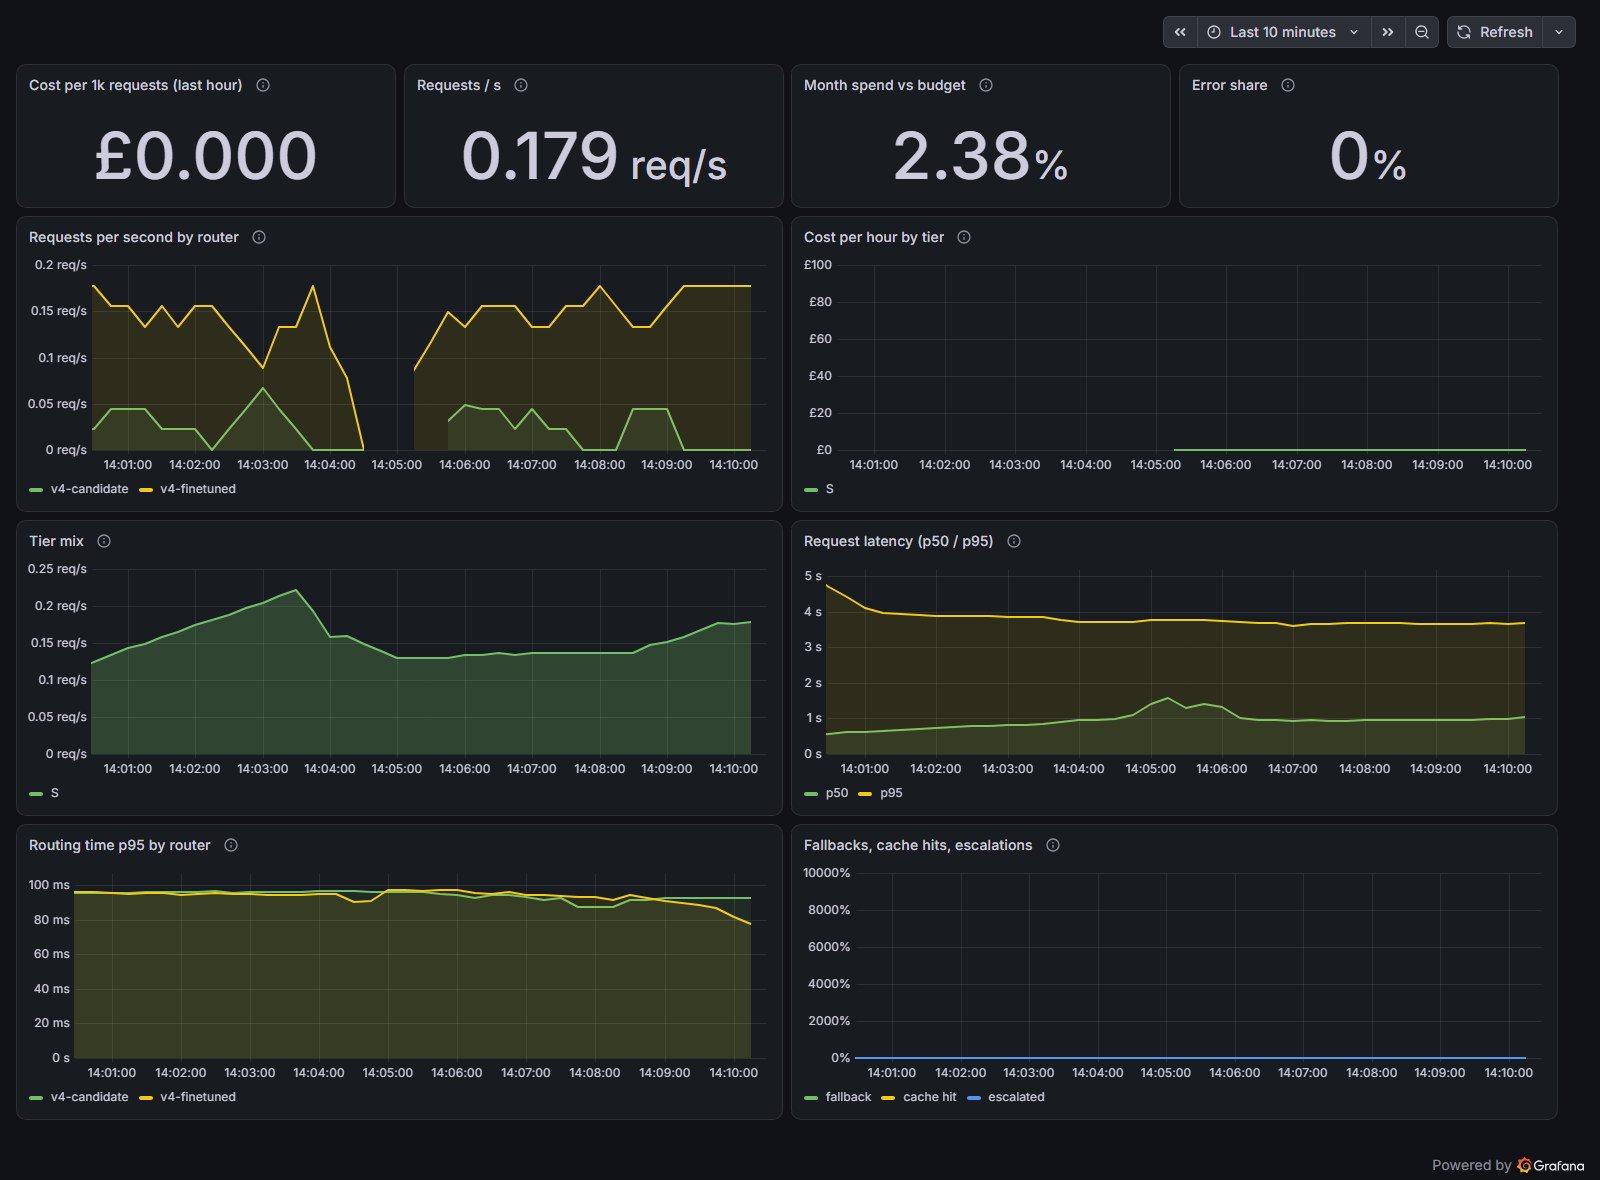 Last 10 minutes
Refresh
Cost per 1k requests (last hour)
£0.000
Requests / s
0.179 req/s
Month spend vs budget
2.38%
Error share
0%
Requests per second by router
0.2 req/s
0.15 req/s
0.1 req/s
0.05 req/s
0 req/s
14:01:00 14:02:00 14:03:00 14:04:00 14:05:00 14:06:00 14:07:00 14:08:00 14:09:00 14:10:00
v4-candidate v4-finetuned
Cost per hour by tier
£100
£80
£60
£40
£20
£0
14:01:00 14:02:00 14:03:00 14:04:00 14:05:00 14:06:00 14:07:00 14:08:00 14:09:00 14:10:00
S
Tier mix
0.25 req/s
0.2 req/s
0.15 req/s
0.1 req/s
0.05 req/s
0 req/s
14:01:00 14:02:00 14:03:00 14:04:00 14:05:00 14:06:00 14:07:00 14:08:00 14:09:00 14:10:00
S
Request latency (p50 / p95)
5 s
4 s
3 s
2 s
1 s
0 s
14:01:00 14:02:00 14:03:00 14:04:00 14:05:00 14:06:00 14:07:00 14:08:00 14:09:00 14:10:00
p50 p95
Routing time p95 by router
100 ms
80 ms
60 ms
40 ms
20 ms
0 s
14:01:00 14:02:00 14:03:00 14:04:00 14:05:00 14:06:00 14:07:00 14:08:00 14:09:00 14:10:00
v4-candidate v4-finetuned
Fallbacks, cache hits, escalations
10000%
8000%
6000%
4000%
2000%
0%
14:01:00 14:02:00 14:03:00 14:04:00 14:05:00 14:06:00 14:07:00 14:08:00 14:09:00 14:10:00
fallback cache hit escalated
Powered by Grafana